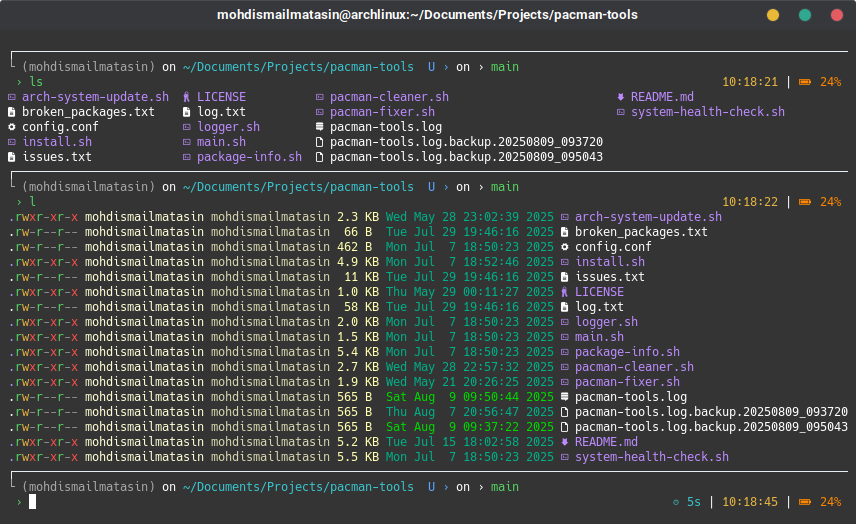 mohdismailmatasin@archlinux:~/Documents/Projects/pacman-tools
(mohdismailmatasin) on ~/Documents/Projects/pacman-tools U › on › main
› ls 10:18:21 | 24%
arch-system-update.sh LICENSE pacman-cleaner.sh README.md
broken_packages.txt log.txt pacman-fixer.sh system-health-check.sh
config.conf logger.sh pacman-tools.log
install.sh main.sh pacman-tools.log.backup.20250809_093720
issues.txt package-info.sh pacman-tools.log.backup.20250809_095043
(mohdismailmatasin) on ~/Documents/Projects/pacman-tools U › on › main
› l 10:18:22 | 24%
.rwxr-xr-x mohdismailmatasin mohdismailmatasin 2.3 KB Wed May 28 23:02:39 2025 arch-system-update.sh
.rw-r--r-- mohdismailmatasin mohdismailmatasin 66 B Tue Jul 29 19:46:16 2025 broken_packages.txt
.rw-r--r-- mohdismailmatasin mohdismailmatasin 462 B Mon Jul 7 18:50:23 2025 config.conf
.rwxr-xr-x mohdismailmatasin mohdismailmatasin 4.9 KB Mon Jul 7 18:52:46 2025 install.sh
.rw-r--r-- mohdismailmatasin mohdismailmatasin 11 KB Tue Jul 29 19:46:16 2025 issues.txt
.rwxr-xr-x mohdismailmatasin mohdismailmatasin 1.0 KB Thu May 29 00:11:27 2025 LICENSE
.rw-r--r-- mohdismailmatasin mohdismailmatasin 58 KB Tue Jul 29 19:46:16 2025 log.txt
.rwxr-xr-x mohdismailmatasin mohdismailmatasin 2.0 KB Mon Jul 7 18:50:23 2025 logger.sh
.rwxr-xr-x mohdismailmatasin mohdismailmatasin 1.5 KB Mon Jul 7 18:50:23 2025 main.sh
.rwxr-xr-x mohdismailmatasin mohdismailmatasin 5.4 KB Mon Jul 7 18:50:23 2025 package-info.sh
.rwxr-xr-x mohdismailmatasin mohdismailmatasin 2.7 KB Wed May 28 22:57:32 2025 pacman-cleaner.sh
.rwxr-xr-x mohdismailmatasin mohdismailmatasin 1.9 KB Wed May 21 20:26:25 2025 pacman-fixer.sh
.rw-r--r-- mohdismailmatasin mohdismailmatasin 565 B Sat Aug 9 09:50:44 2025 pacman-tools.log
.rw-r--r-- mohdismailmatasin mohdismailmatasin 565 B Thu Aug 7 20:56:47 2025 pacman-tools.log.backup.20250809_093720
.rw-r--r-- mohdismailmatasin mohdismailmatasin 565 B Sat Aug 9 09:37:22 2025 pacman-tools.log.backup.20250809_095043
.rwxr-xr-x mohdismailmatasin mohdismailmatasin 5.2 KB Tue Jul 15 18:02:58 2025 README.md
.rwxr-xr-x mohdismailmatasin mohdismailmatasin 5.5 KB Mon Jul 7 18:50:23 2025 system-health-check.sh
(mohdismailmatasin) on ~/Documents/Projects/pacman-tools U › on › main
› 5s | 10:18:45 | 24%